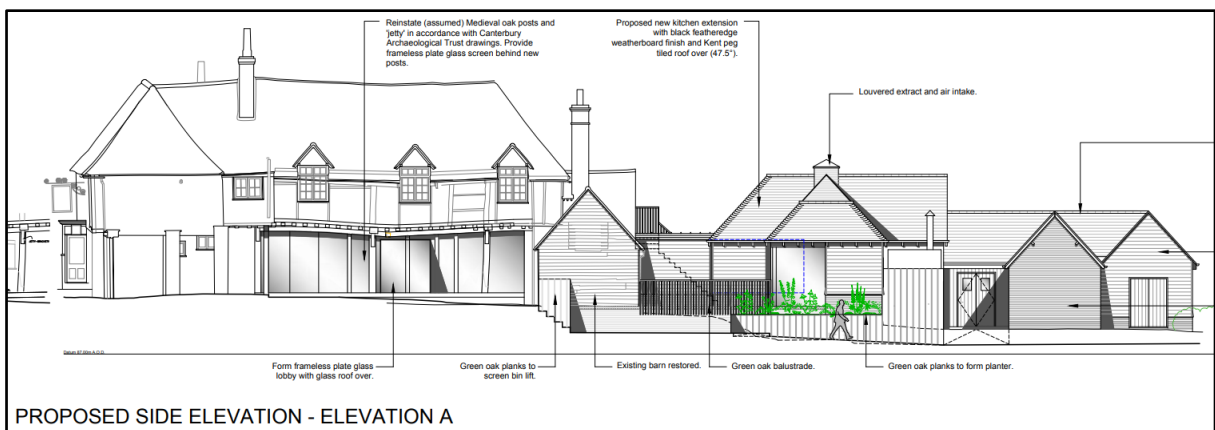 Reinstate (assumed) Medieval oak posts and
'jetty' in accordance with Canterbury
Archaeological Trust drawings. Provide
frameless plate glass screen behind new
posts.
Proposed new kitchen extension
with black featheredge
weatherboard finish and Kent peg
tiled roof over (47.5°).
Louvered extract and air intake.
Form frameless plate glass
lobby with glass roof over.
Green oak planks to
screen bin lift.
Existing barn restored.
Green oak balustrade.
Green oak planks to form planter.
PROPOSED SIDE ELEVATION - ELEVATION A